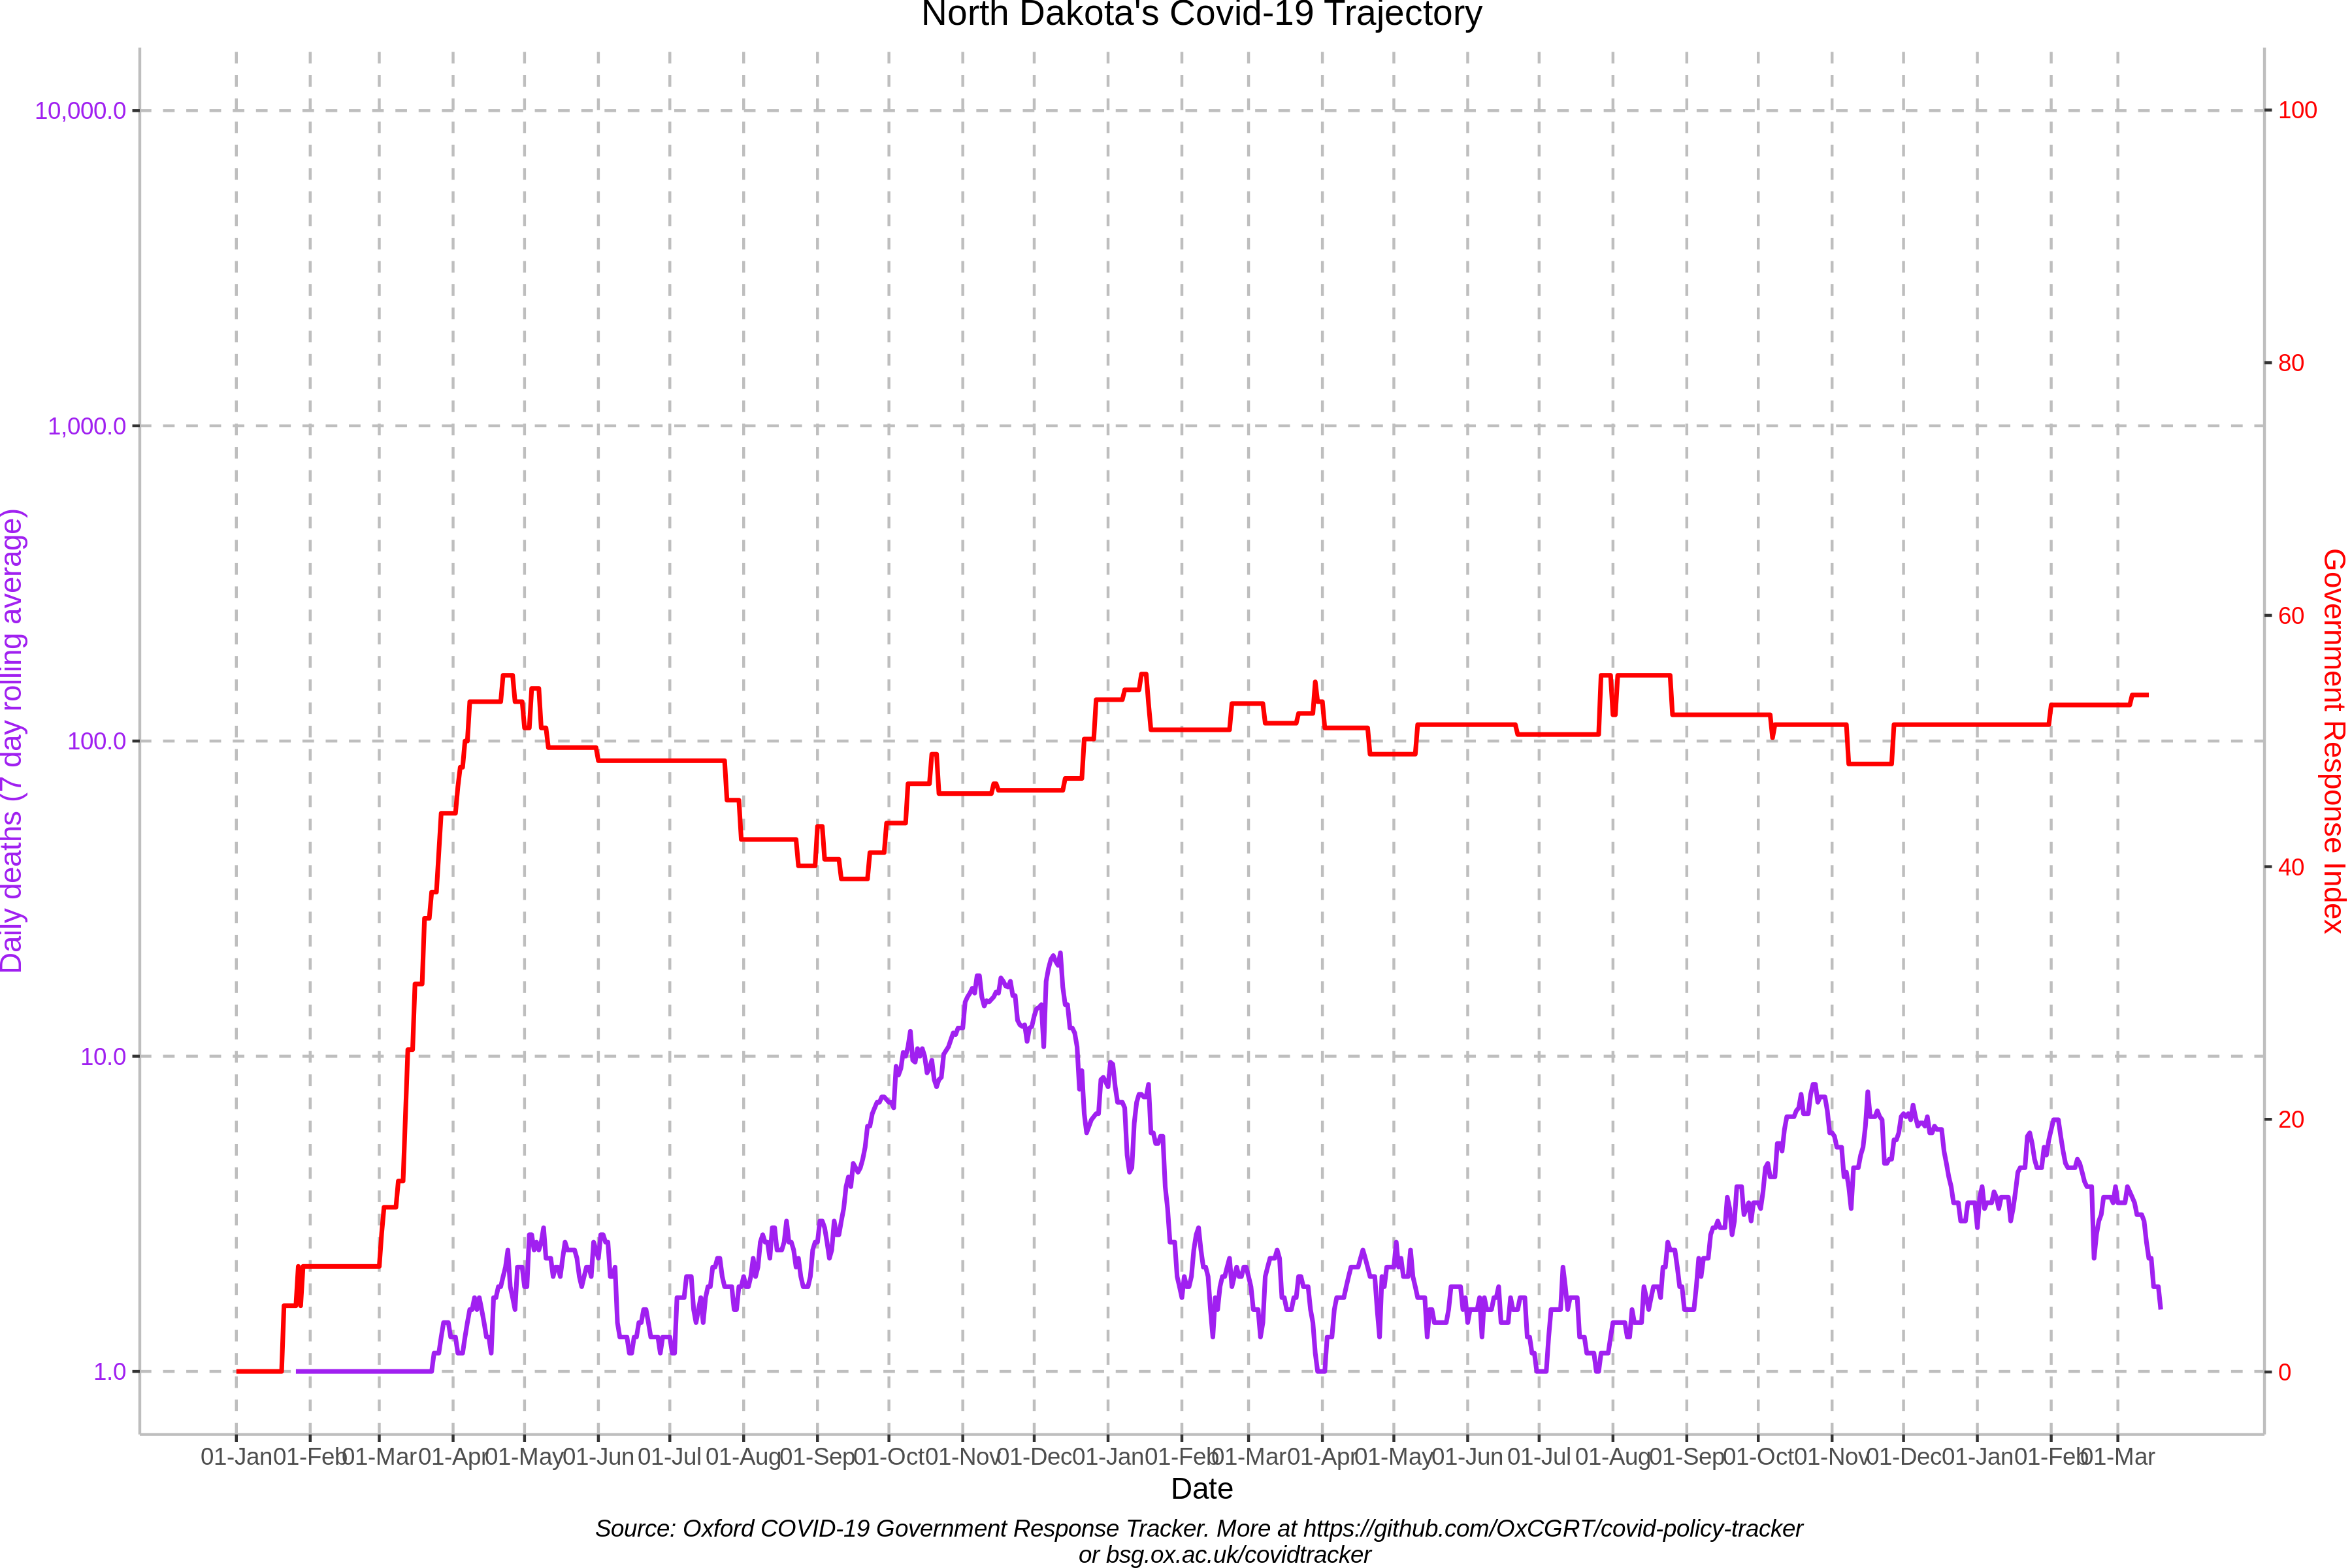 North Dakota's Covid-19 Trajectory
10,000.0
1,000.0
100.0
10.0
1.0
Daily deaths (7 day rolling average)
100
80
60
40
20
0
Government Response Index
01-Jan 01-Feb 01-Mar 01-Apr 01-May 01-Jun 01-Jul 01-Aug 01-Sep 01-Oct 01-Nov 01-Dec 01-Jan 01-Feb 01-Mar 01-Apr 01-May 01-Jun 01-Jul 01-Aug 01-Sep 01-Oct 01-Nov 01-Dec 01-Jan 01-Feb 01-Mar
Date
Source: Oxford COVID-19 Government Response Tracker. More at https://github.com/OxCGRT/covid-policy-tracker
or bsg.ox.ac.uk/covidtracker